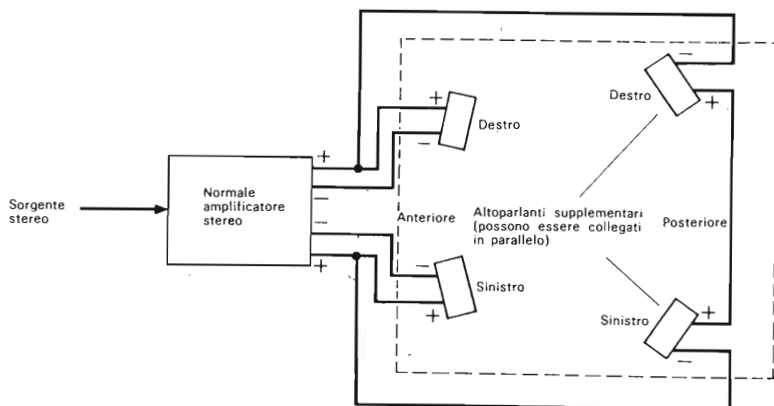 −
+
Destro
Destro
+
−
+
+
Sorgente
stereo
Normale
amplificatore
stereo
−
−
Anteriore
Altoparlanti supplementari
(possono essere collegati
in parallelo)
Posteriore
+
−
Sinistro
+
+
Sinistro
−